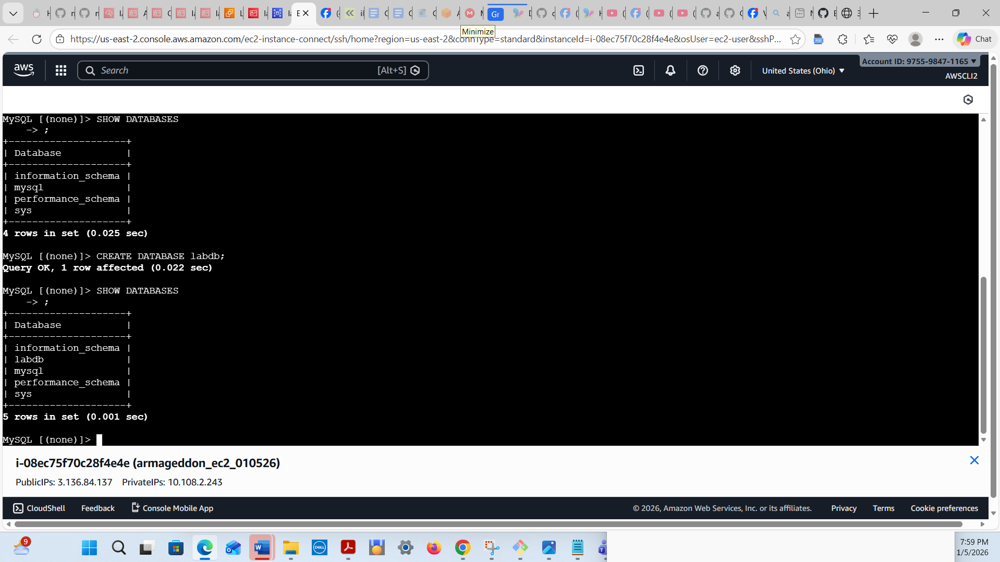 Gr
Minimize
https://us-east-2.console.aws.amazon.com/ec2-instance-connect/ssh/home?region=us-east-2&connType=standard&instanceId=i-08ec75f70c28f4e4e&osUser=ec2-user&sshP...
Chat
aws
Search
[Alt+S]
United States (Ohio)
Account ID: 9755-9847-1165
AWSCLI2
MySQL [(none)]> SHOW DATABASES
    -> ;
+--------------------+
| Database           |
+--------------------+
| information_schema |
| mysql              |
| performance_schema |
| sys                |
+--------------------+
4 rows in set (0.025 sec)
MySQL [(none)]> CREATE DATABASE labdb;
Query OK, 1 row affected (0.022 sec)
MySQL [(none)]> SHOW DATABASES
    -> ;
+--------------------+
| Database           |
+--------------------+
| information_schema |
| labdb              |
| mysql              |
| performance_schema |
| sys                |
+--------------------+
5 rows in set (0.001 sec)
MySQL [(none)]>
i-08ec75f70c28f4e4e (armageddon_ec2_010526)
PublicIPs: 3.136.84.137 PrivateIPs: 10.108.2.243
CloudShell Feedback Console Mobile App
© 2026, Amazon Web Services, Inc. or its affiliates. Privacy Terms Cookie preferences
9
DELL
7:59 PM
1/5/2026